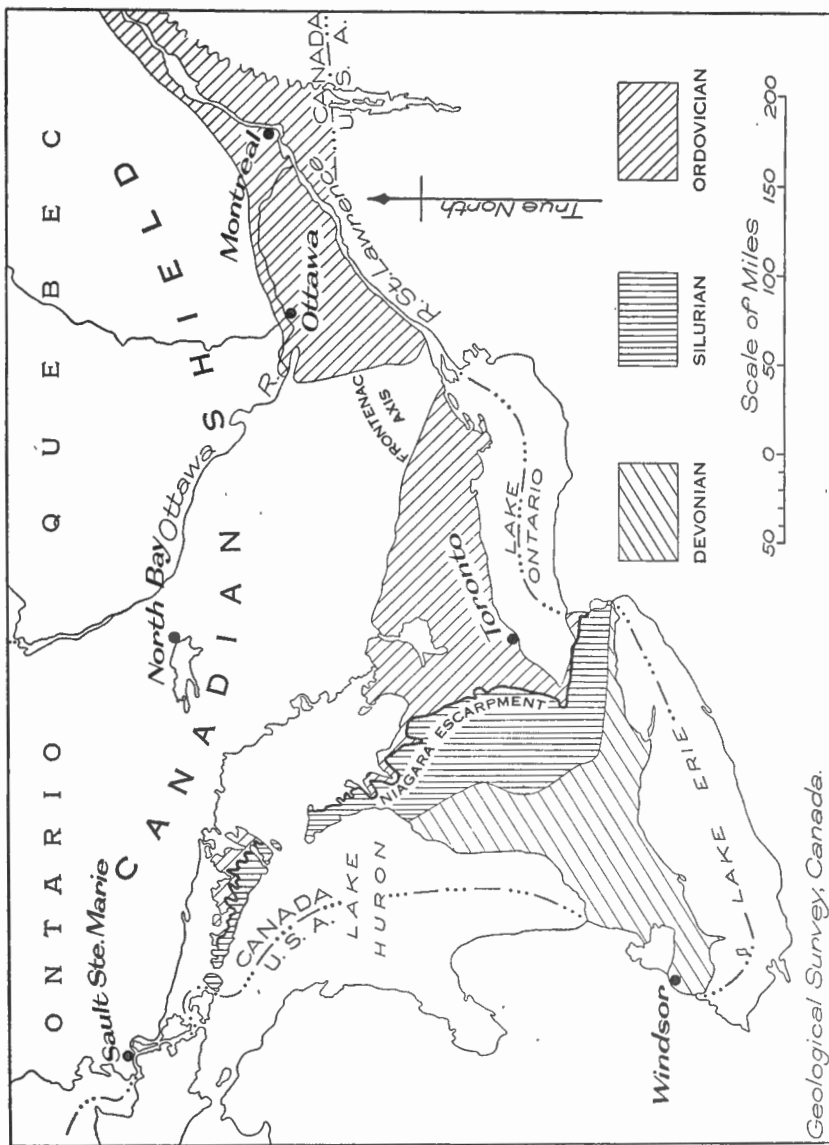 ONTARIO
QUEBEC
CANADIAN SHIELD
Sault Ste. Marie
North Bay
Ottawa R.
Ottawa
Montreal
R. St. Lawrence
CANADA
U. S. A.
FRONTENAC
AXIS
Toronto
LAKE
ONTARIO
NIAGARA ESCARPMENT
CANADA
U. S. A.
LAKE
HURON
LAKE ERIE
Windsor
True North
DEVONIAN
SILURIAN
ORDOVICIAN
50 0 50 100 150 200
Scale of Miles
Geological Survey, Canada.